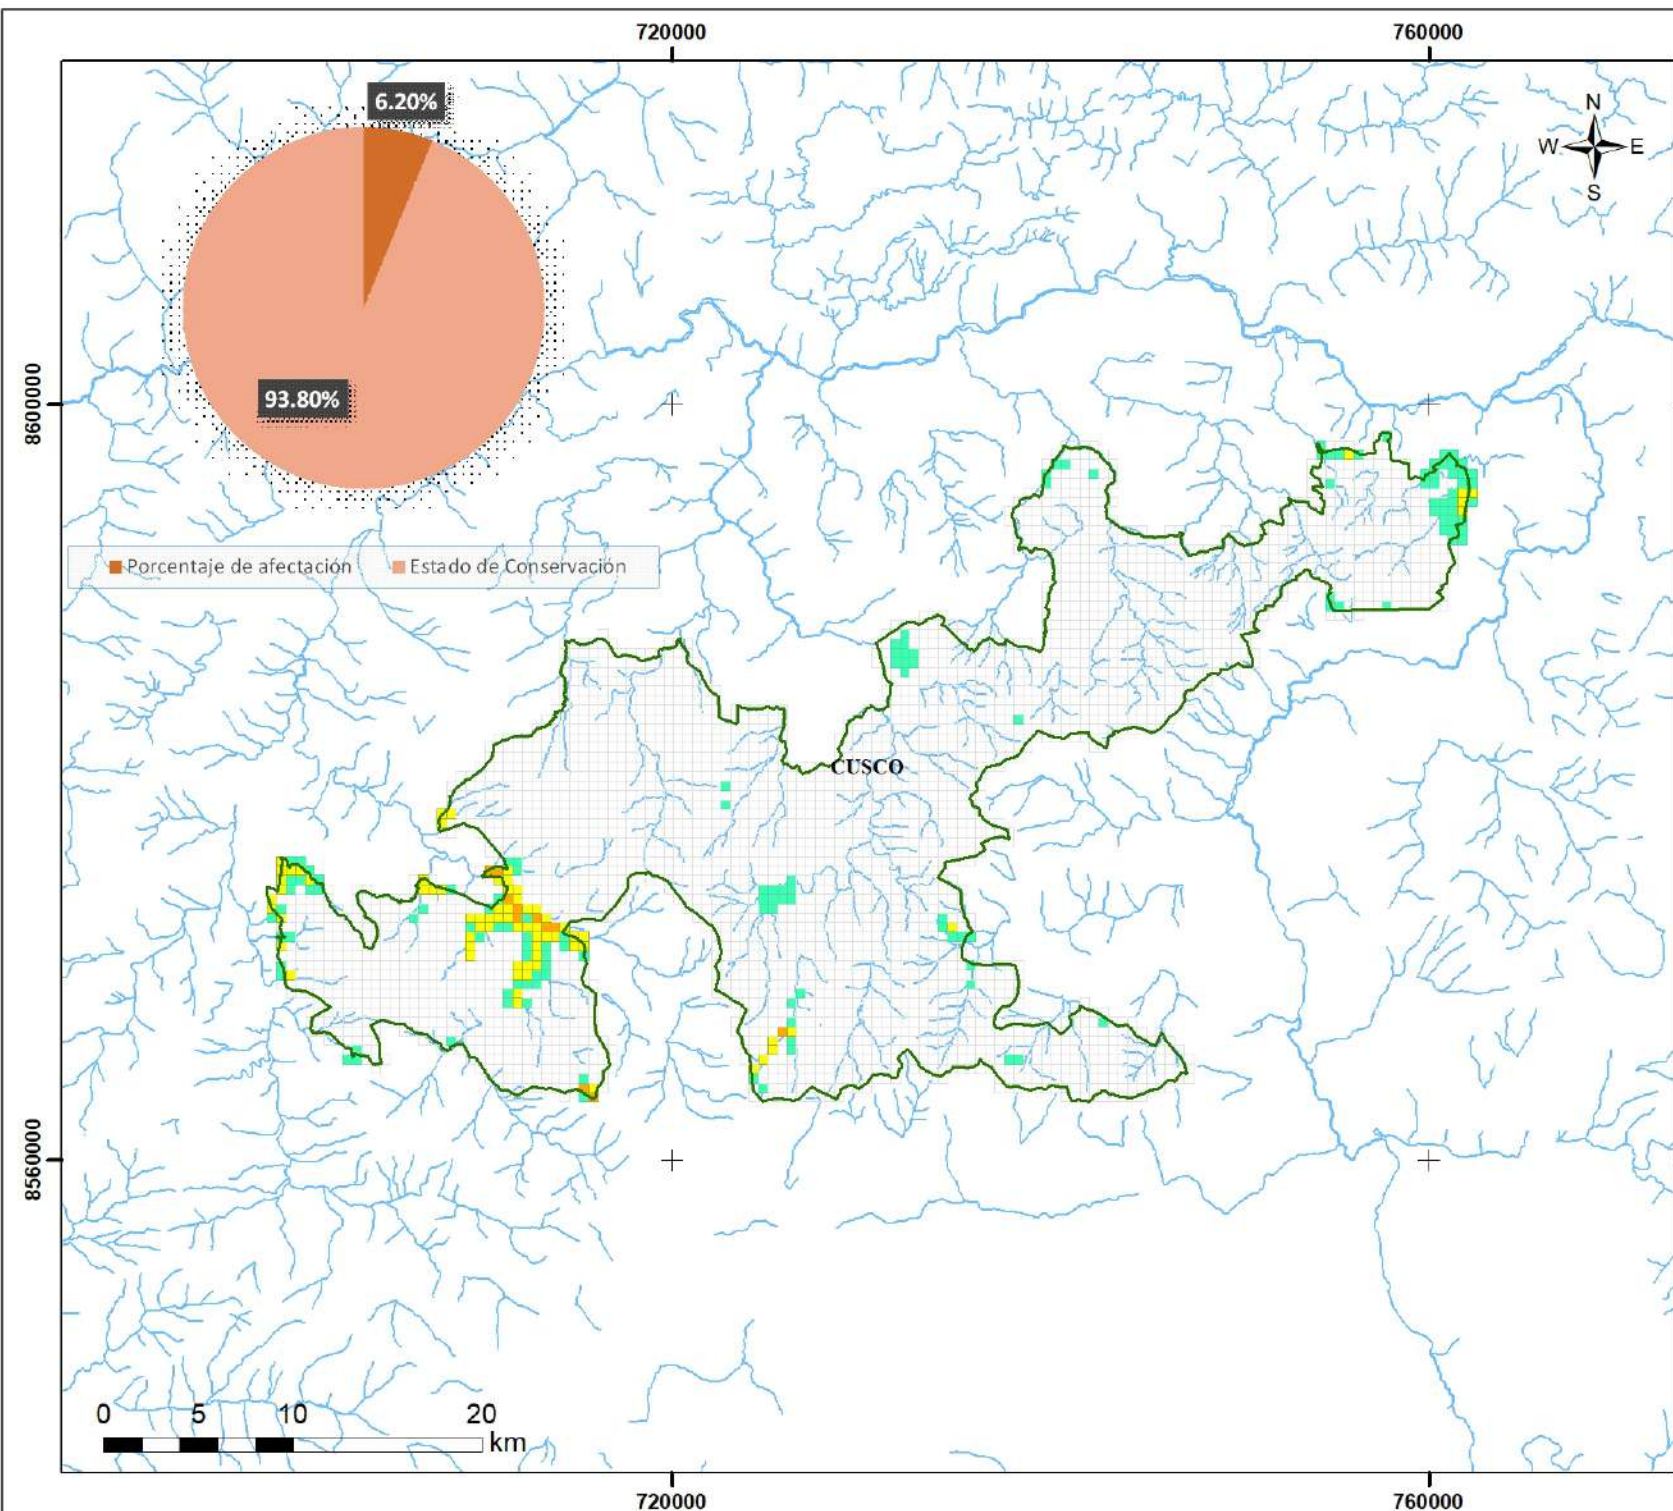 720000 760000
6.20%
N
W E
S
8600000
93.80%
Porcentaje de afectación Estado de Conservación
CUSCO
8560000
0 5 10 20
km
720000 760000